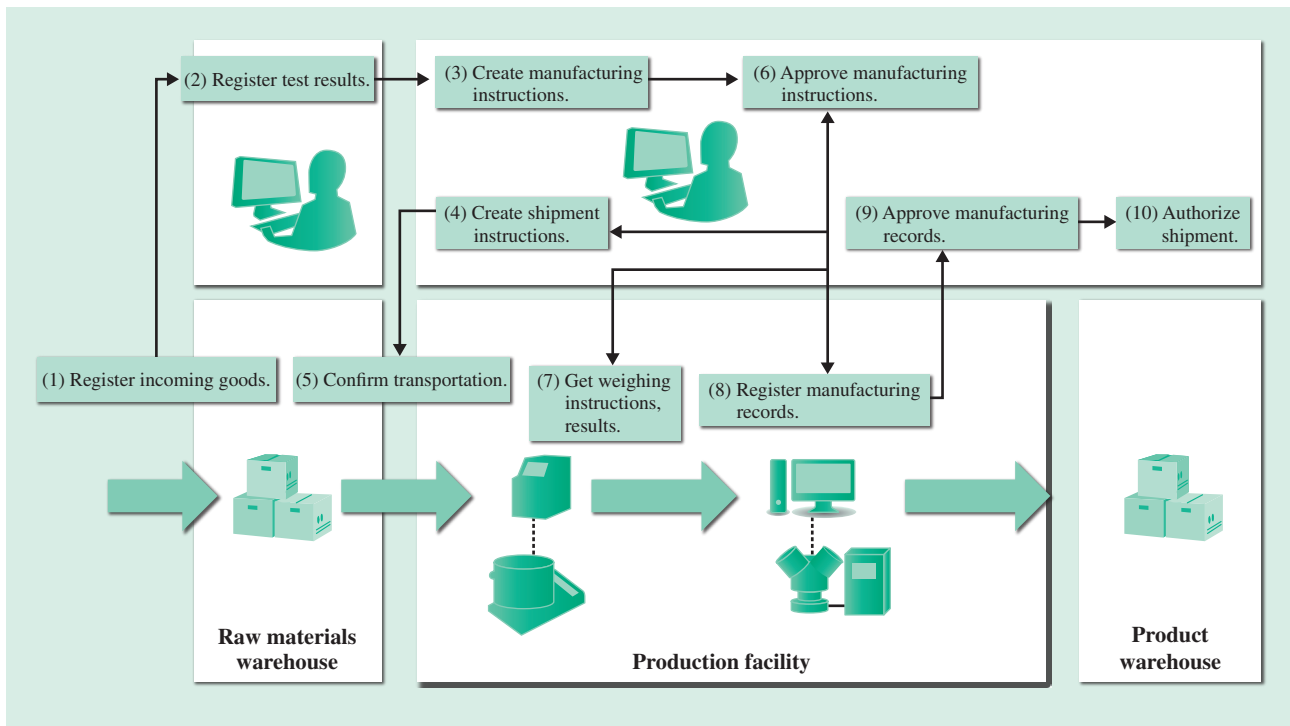 (2) Register test results.
(3) Create manufacturing
instructions.
(6) Approve manufacturing
instructions.
(4) Create shipment
instructions.
(9) Approve manufacturing
records.
(10) Authorize
shipment.
(1) Register incoming goods.
(5) Confirm transportation.
(7) Get weighing
instructions,
results.
(8) Register manufacturing
records.
Raw materials
warehouse
Production facility
Product
warehouse